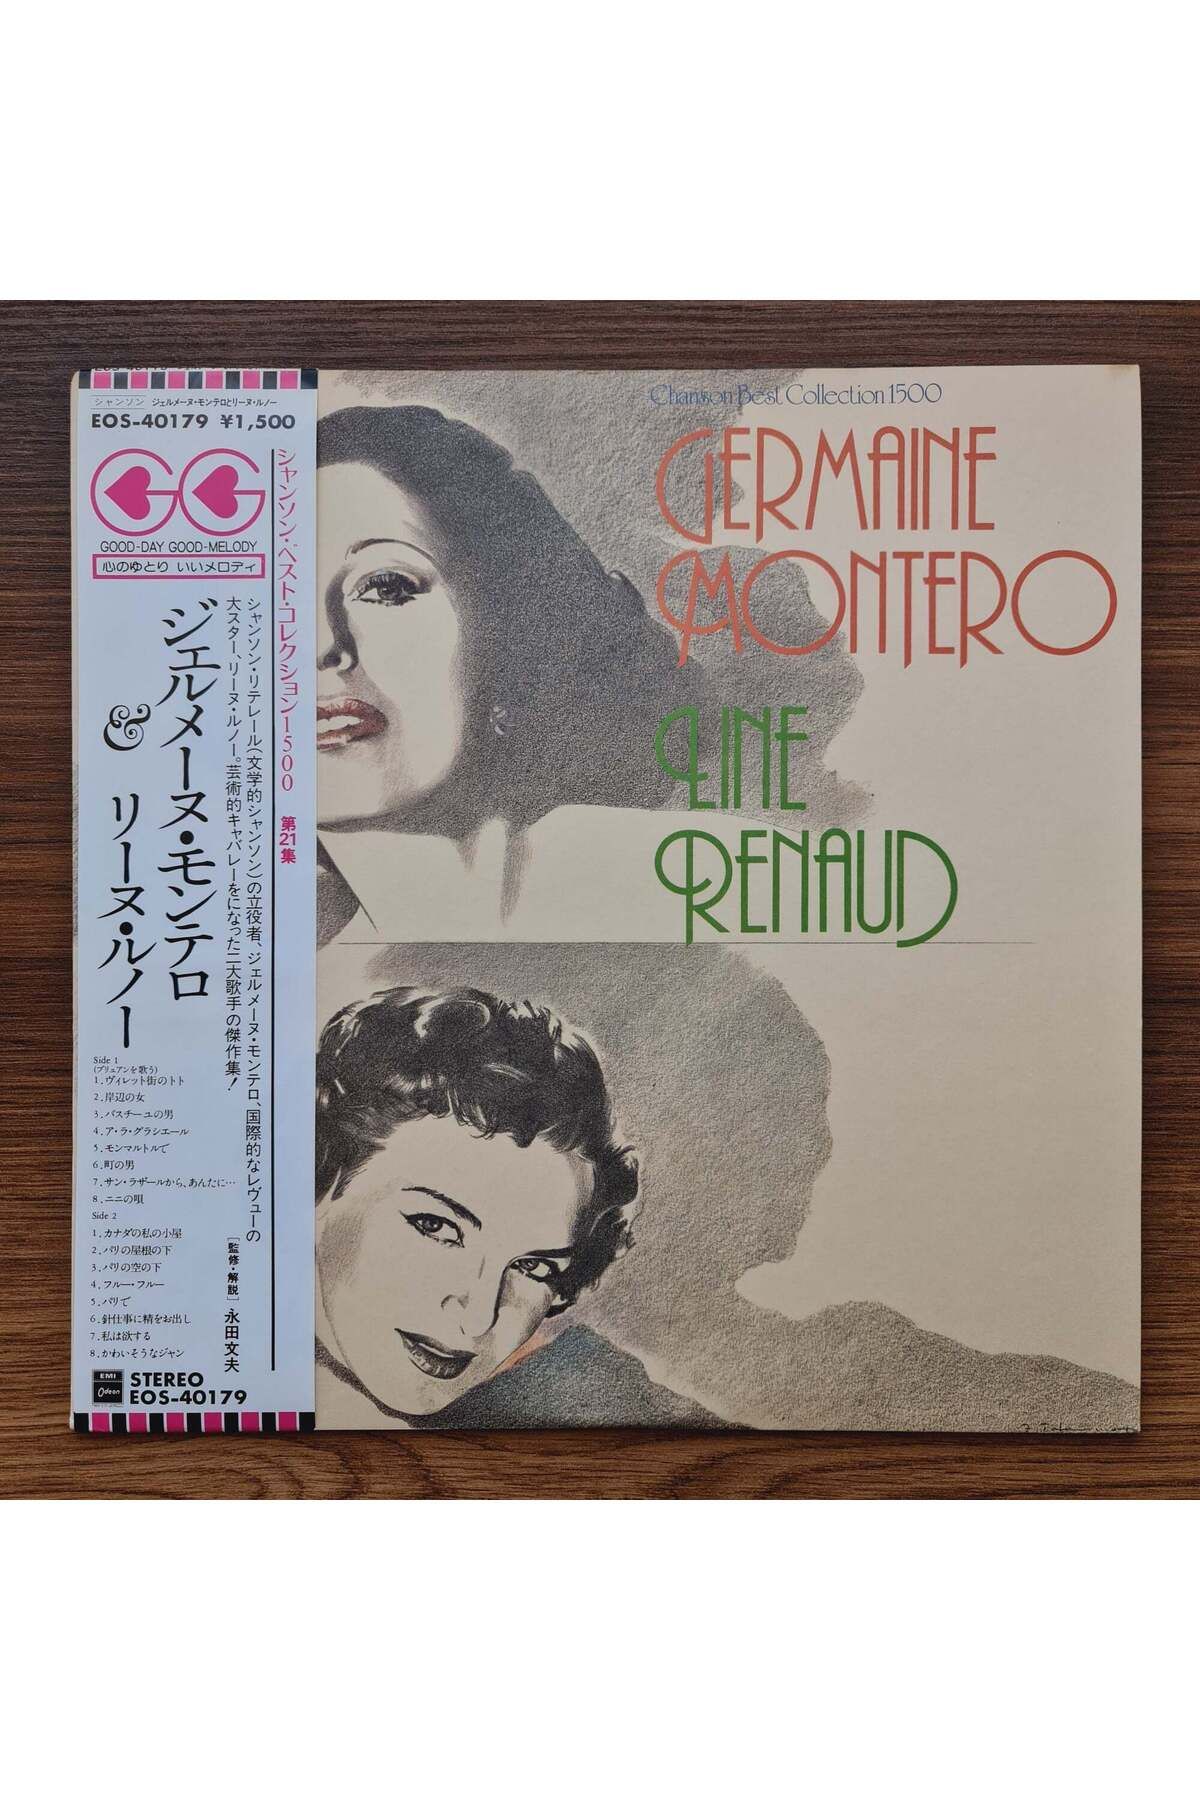 シャンソン ジェルメーヌ・モンテロとリーヌ・ルノー
EOS-40179 ¥1,500
GG
GOOD-DAY GOOD-MELODY
心のゆとり いいメロディ
シャンソン・ベスト・コレクション1500 第21集
シャンソン・リテレール(文学的シャンソン)の立役者、ジェルメーヌ・モンテロ、国際的なレヴューの
大スター、リーヌ・ルノー。芸術的キャバレーをになった二大歌手の傑作集!
[監修・解説] 永田文夫
ジェルメーヌ・モンテロ
&
リーヌ・ルノー
Side 1
(ブリュアンを歌う)
1.ヴィレット街のトト
2.岸辺の女
3.バスチーユの男
4.ア・ラ・グラシエール
5.モンマルトルで
6.町の男
7.サン・ラザールから、あんたに…
8.ニニの唄
Side 2
1.カナダの私の小屋
2.パリの屋根の下
3.パリの空の下
4.フルー・フルー
5.パリで
6.針仕事に精をお出し
7.私は欲する
8.かわいそうなジャン
EMI
Odeon
STEREO
EOS-40179
Chanson Best Collection 1500
GERMAINE
MONTERO
LINE
RENAUD